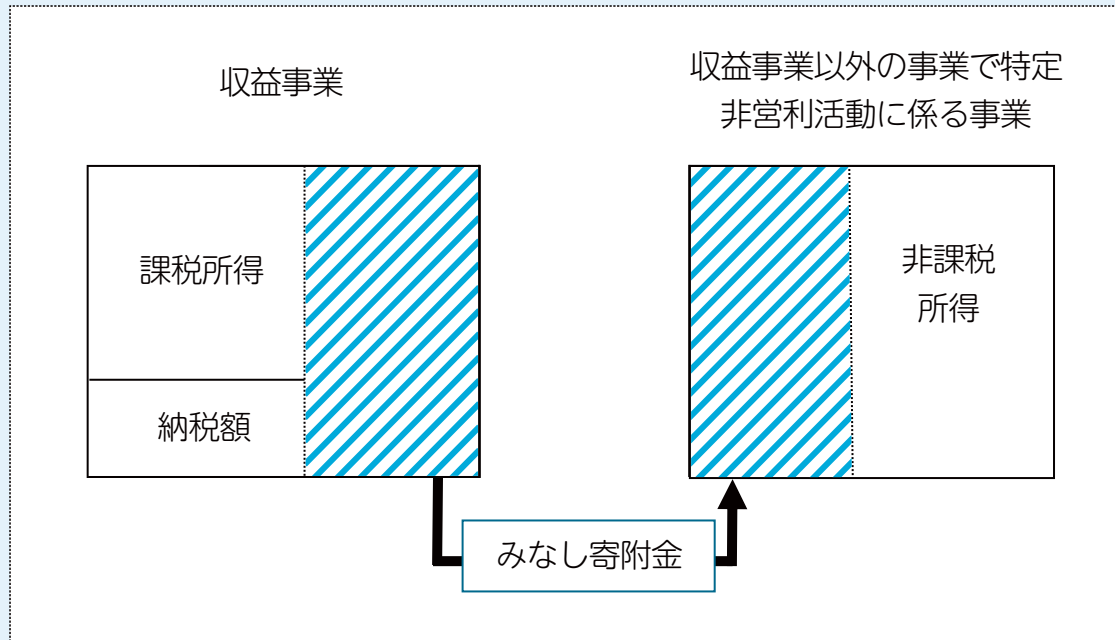 収益事業
収益事業以外の事業で特定
非営利活動に係る事業
課税所得
納税額
非課税
所得
みなし寄附金